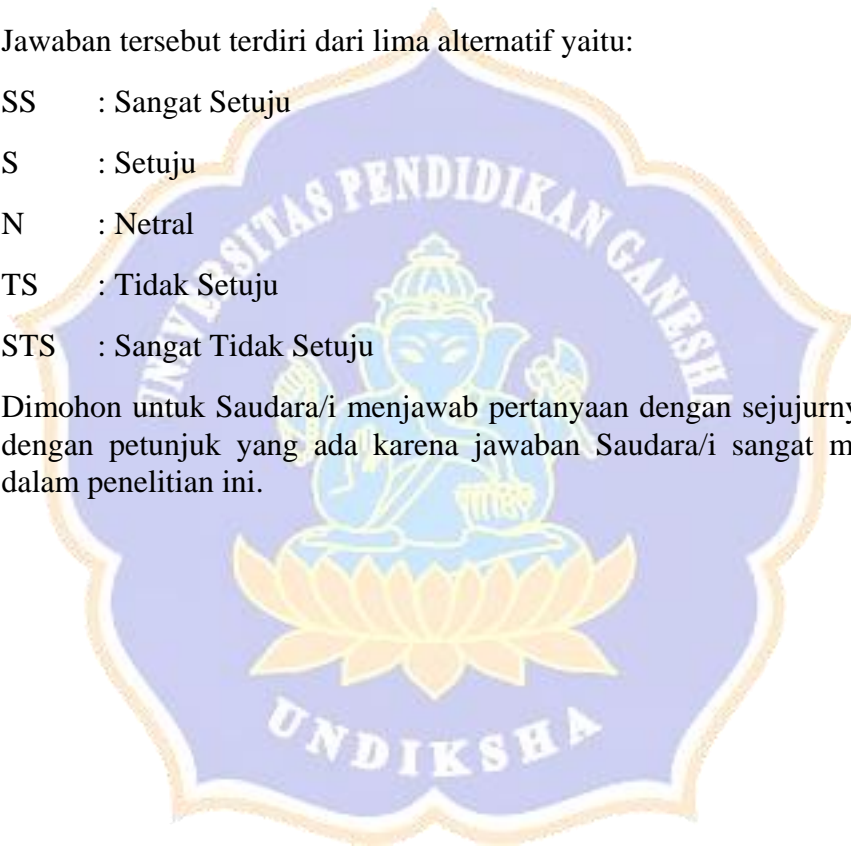 Jawaban tersebut terdiri dari lima alternatif yaitu:
SS : Sangat Setuju
S : Setuju
N : Netral
TS : Tidak Setuju
STS : Sangat Tidak Setuju
Dimohon untuk Saudara/i menjawab pertanyaan dengan
dengan petunjuk yang ada karena jawaban Saudara/i sangat
dalam penelitian ini.
UNIVERSITAS PENDIDIKAN GANESHA
UNDIKSHA